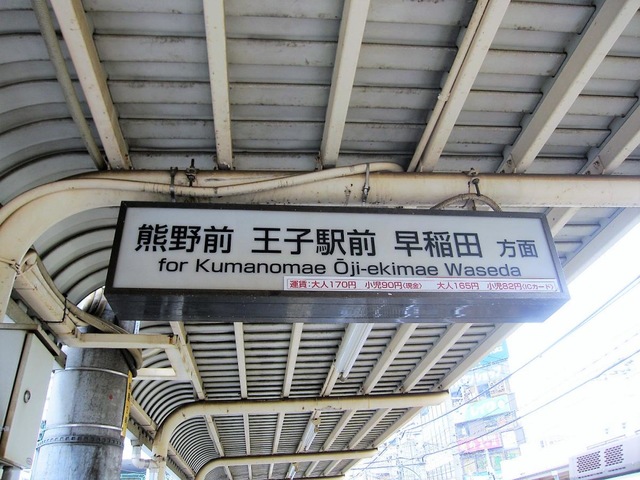 熊野前 王子駅前 早稲田 方面
for Kumanomae Ōji-ekimae Waseda
運賃:大人170円 小児90円(現金) 大人165円 小児82円(ICカード)